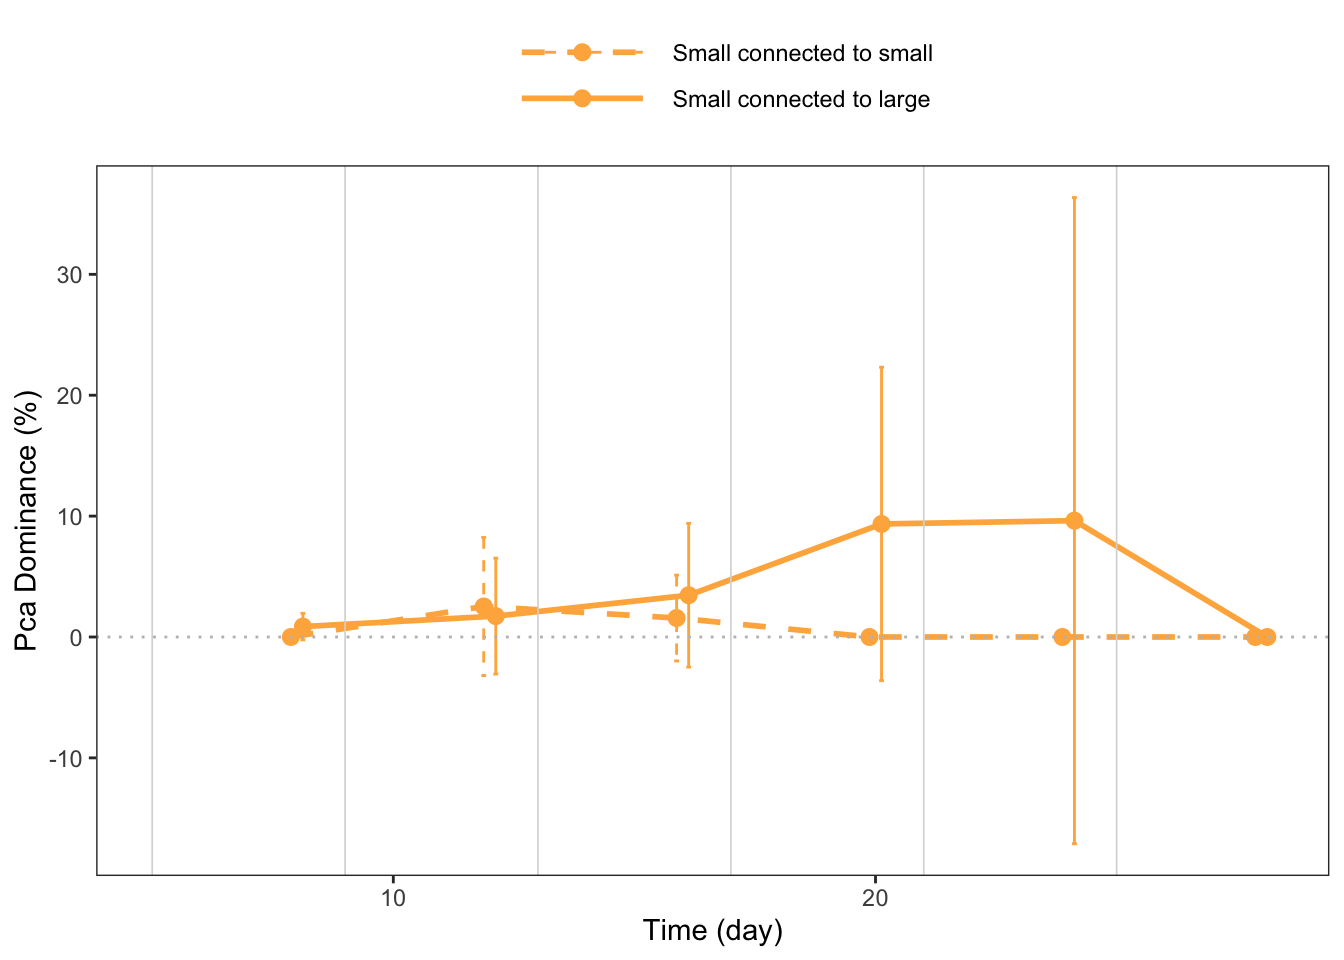 Small connected to small
Small connected to large
Pca Dominance (%)
30
20
10
0
-10
10 20
Time (day)